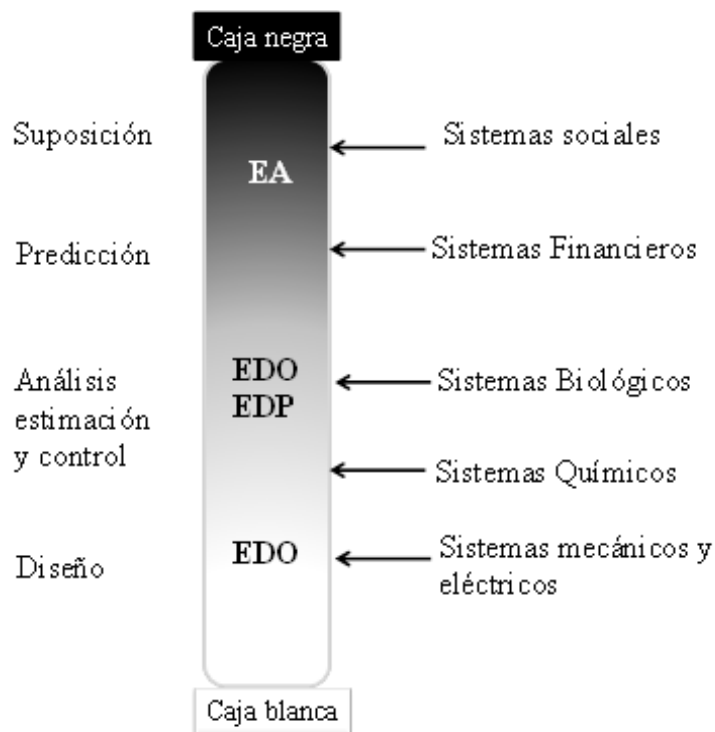 Caja negra
Suposición
EA
Sistemas sociales
Predicción
Sistemas Financieros
Análisis
estimación
y control
EDO
EDP
Sistemas Biológicos
Sistemas Químicos
Diseño
EDO
Sistemas mecánicos y
eléctricos
Caja blanca